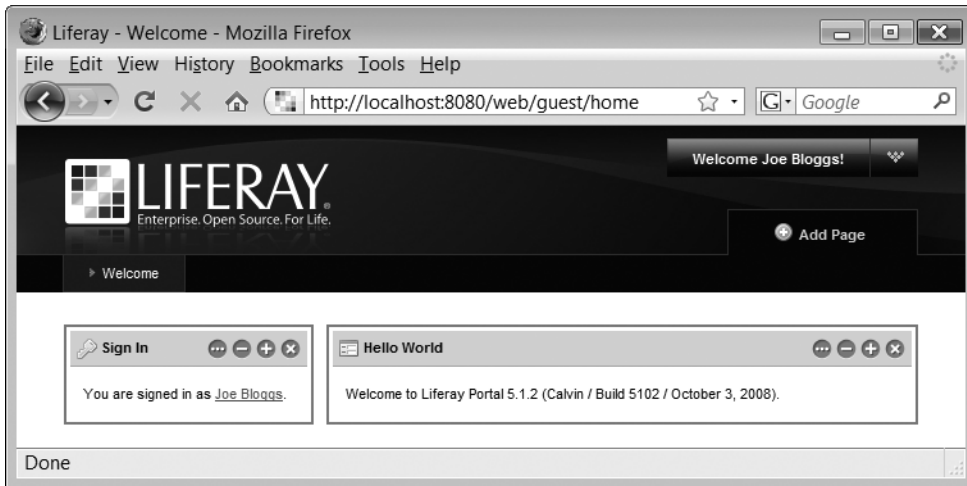 Liferay - Welcome - Mozilla Firefox
File Edit View History Bookmarks Tools Help
http://localhost:8080/web/guest/home
G Google
Welcome Joe Bloggs!
LIFERAY
Enterprise. Open Source. For Life.
Add Page
Welcome
Sign In
Hello World
You are signed in as Joe Bloggs.
Welcome to Liferay Portal 5.1.2 (Calvin / Build 5102 / October 3, 2008).
Done